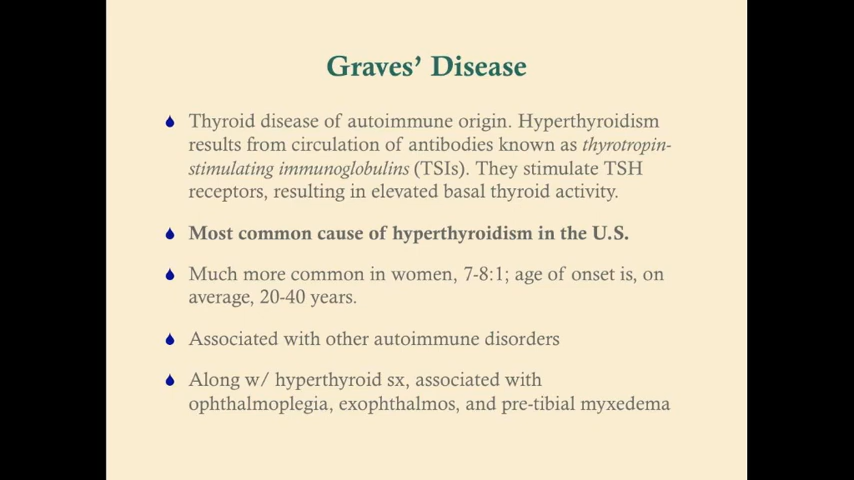 Graves’ Disease
Thyroid disease of autoimmune origin. Hyperthyroidism
results from circulation of antibodies known as thyrotropin-
stimulating immunoglobulins (TSIs). They stimulate TSH
receptors, resulting in elevated basal thyroid activity.
Most common cause of hyperthyroidism in the U.S.
Much more common in women, 7-8:1; age of onset is, on
average, 20-40 years.
Associated with other autoimmune disorders
Along w/ hyperthyroid sx, associated with
ophthalmoplegia, exophthalmos, and pre-tibial myxedema